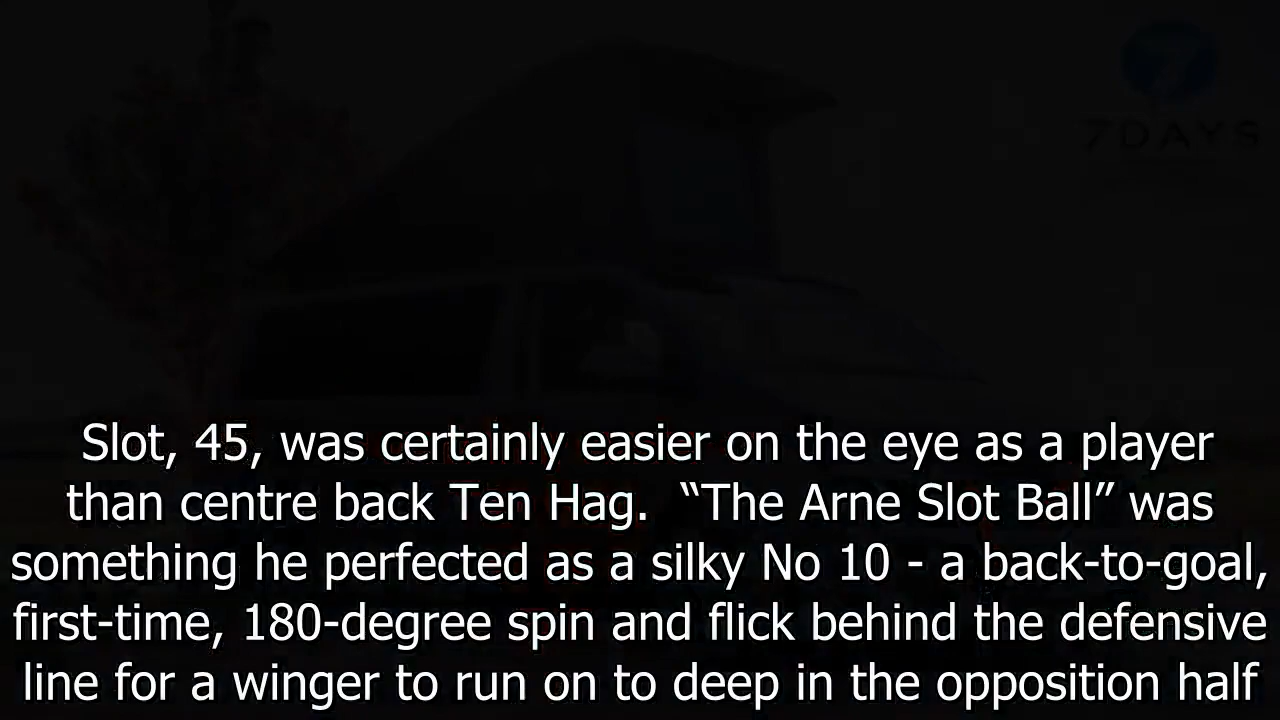 7DAYS
Slot, 45, was certainly easier on the eye as a player
than centre back Ten Hag.  “The Arne Slot Ball” was
something he perfected as a silky No 10 - a back-to-goal,
first-time, 180-degree spin and flick behind the defensive
line for a winger to run on to deep in the opposition half